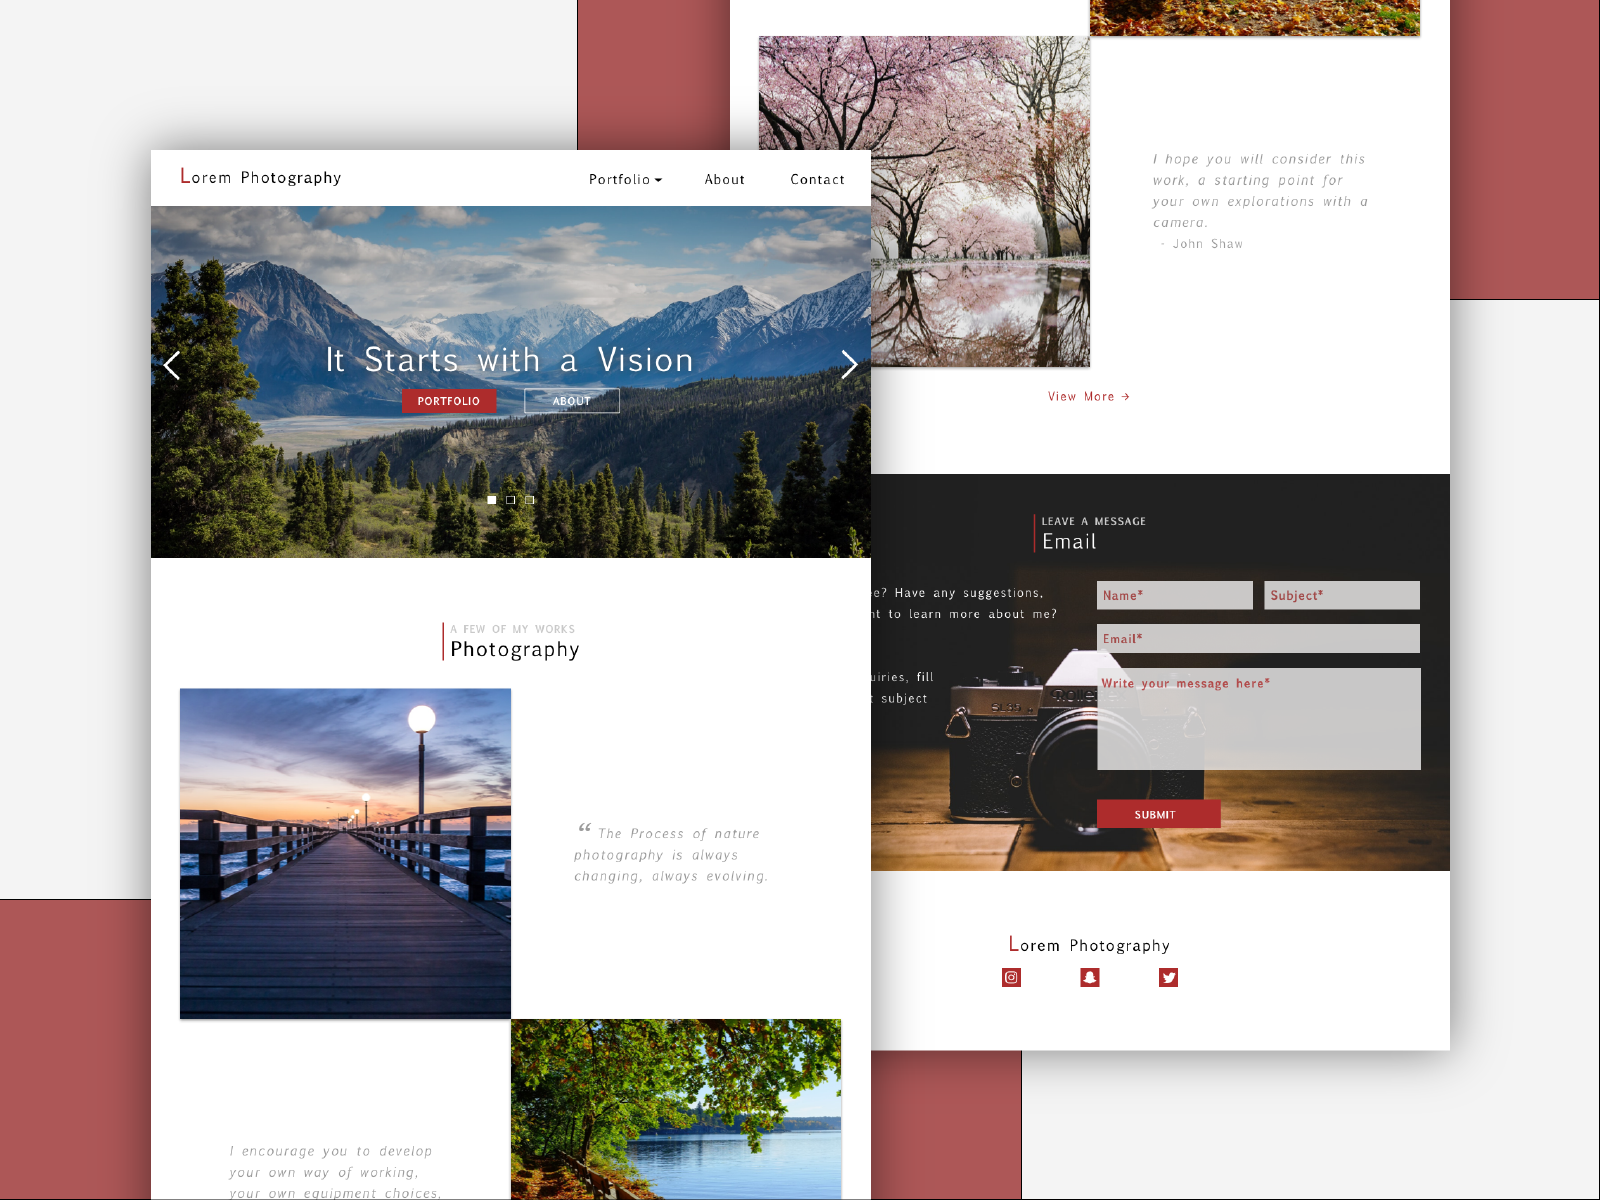 Lorem Photography
Portfolio
About
Contact
It Starts with a Vision
PORTFOLIO
ABOUT
A FEW OF MY WORKS
Photography
“ The Process of nature
photography is always
changing, always evolving.
I encourage you to develop
your own way of working,
your own equipment choices,
I hope you will consider this
work, a starting point for
your own explorations with a
camera.
- John Shaw
View More →
LEAVE A MESSAGE
Email
? Have any suggestions,
to learn more about me?
fill
subject
Name*
Subject*
Email*
Write your message here*
SUBMIT
Lorem Photography